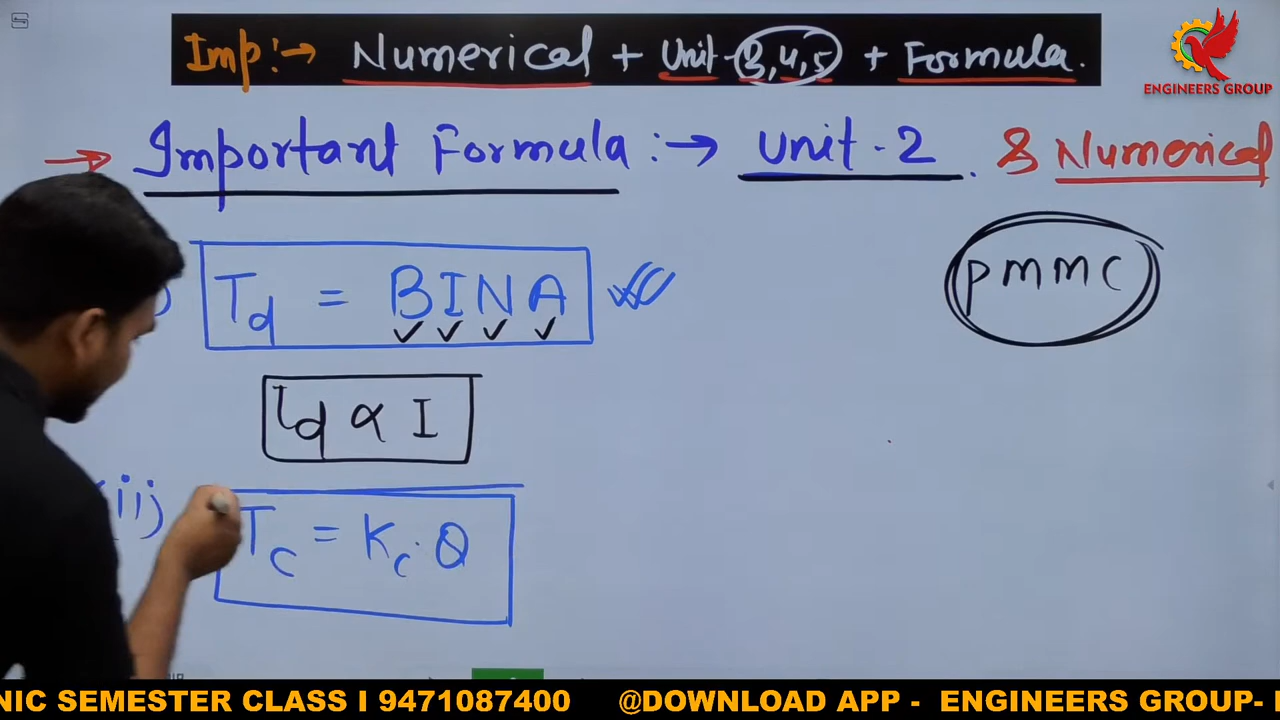 Imp:→ Numerical + Unit-3,4,5 + Formula.
ENGINEERS GROUP
→ Important Formula:→ Unit-2. & Numerical
Td = BINA
PMMC
Td ∝ I
(ii) Tc = Kc.θ
NIC SEMESTER CLASS I 9471087400 @DOWNLOAD APP - ENGINEERS GROUP-